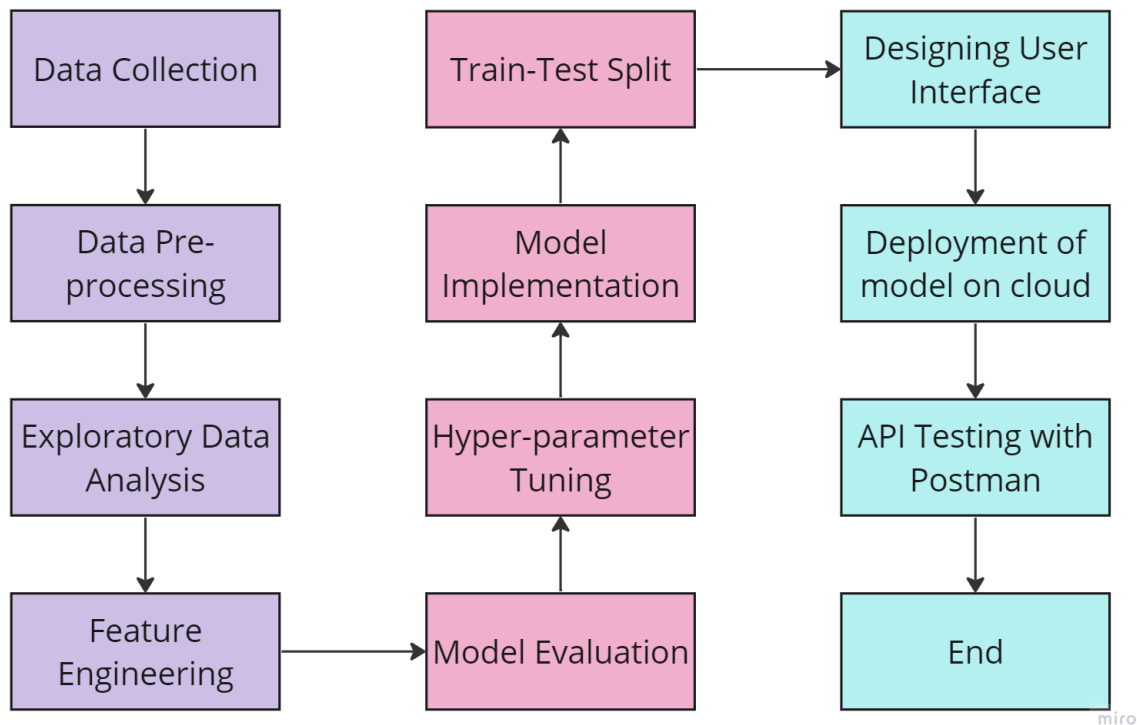 Data Collection
Data Pre-
processing
Exploratory Data
Analysis
Feature
Engineering
Model Evaluation
Hyper-parameter
Tuning
Model
Implementation
Train-Test Split
Designing User
Interface
Deployment of
model on cloud
API Testing with
Postman
End
miro